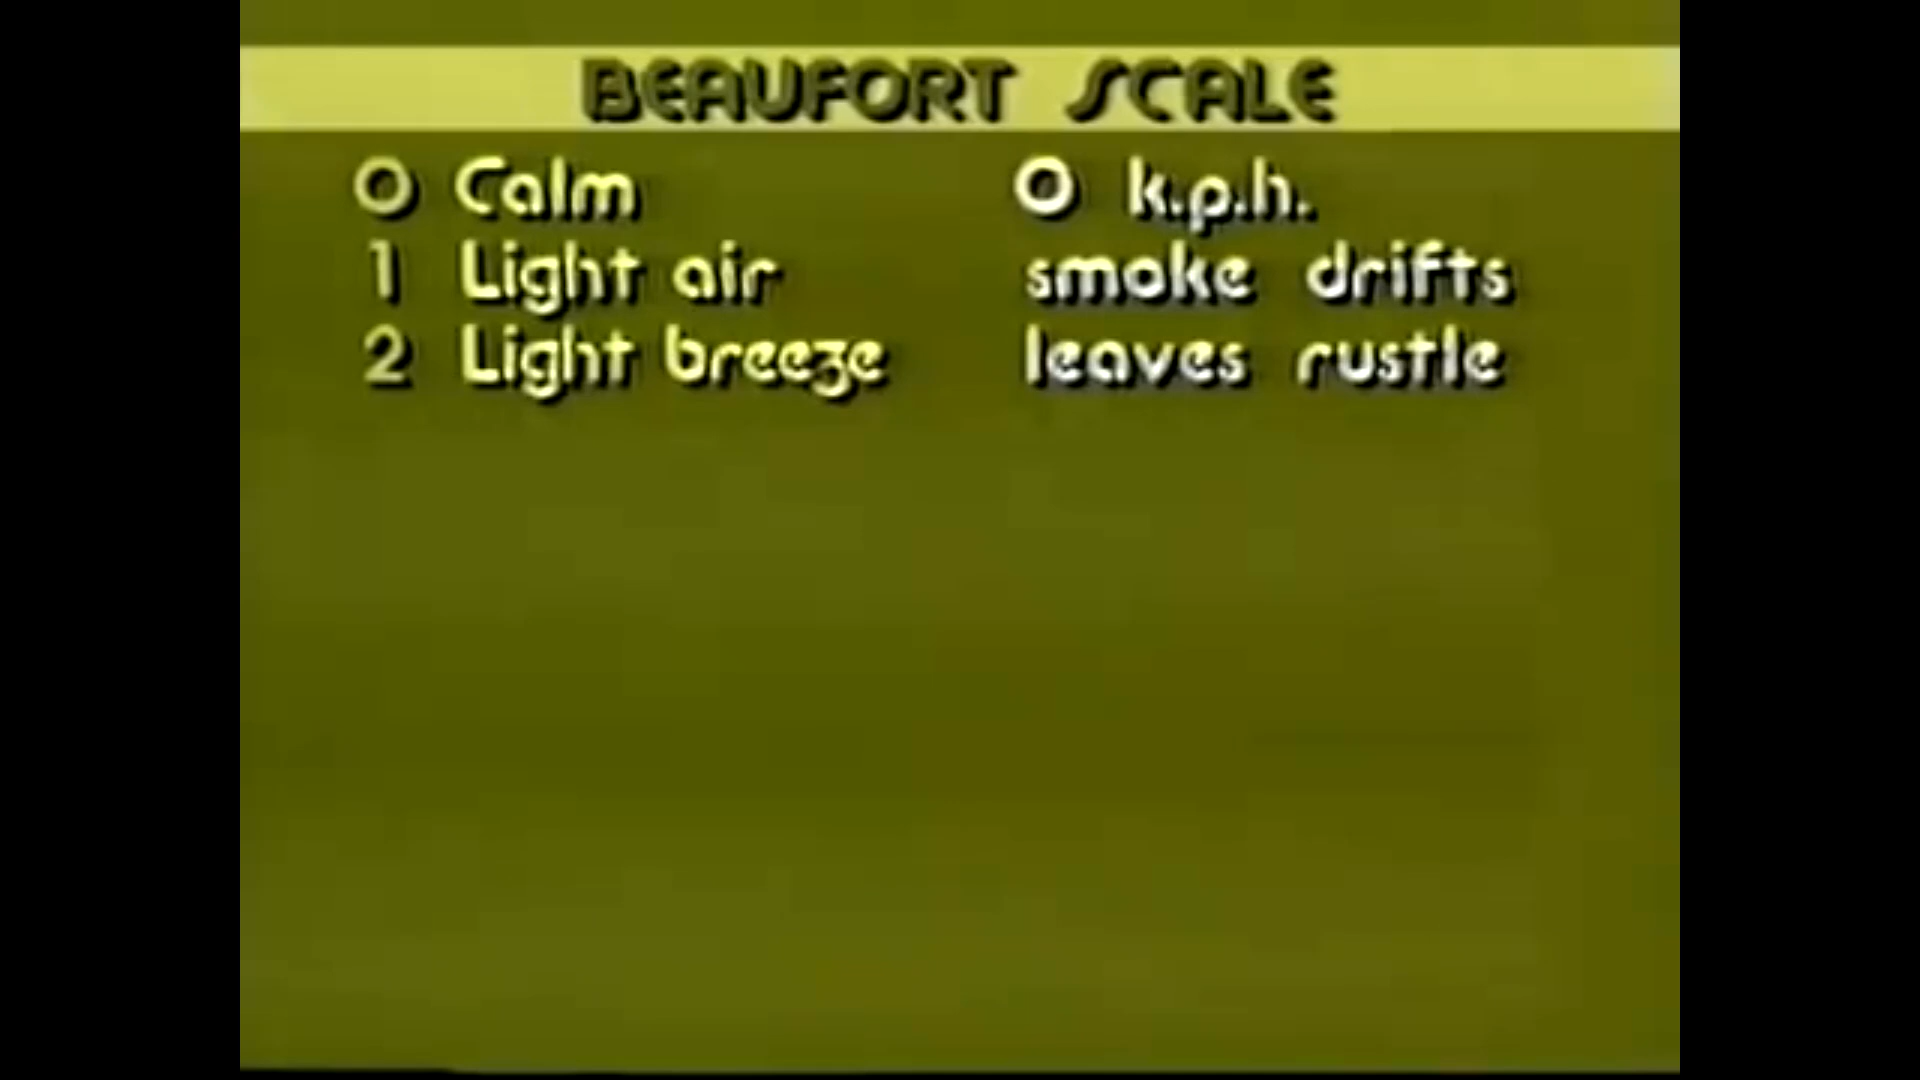 BEAUFORT SCALE
0 Calm 0 k.p.h.
1 Light air smoke drifts
2 Light breeze leaves rustle